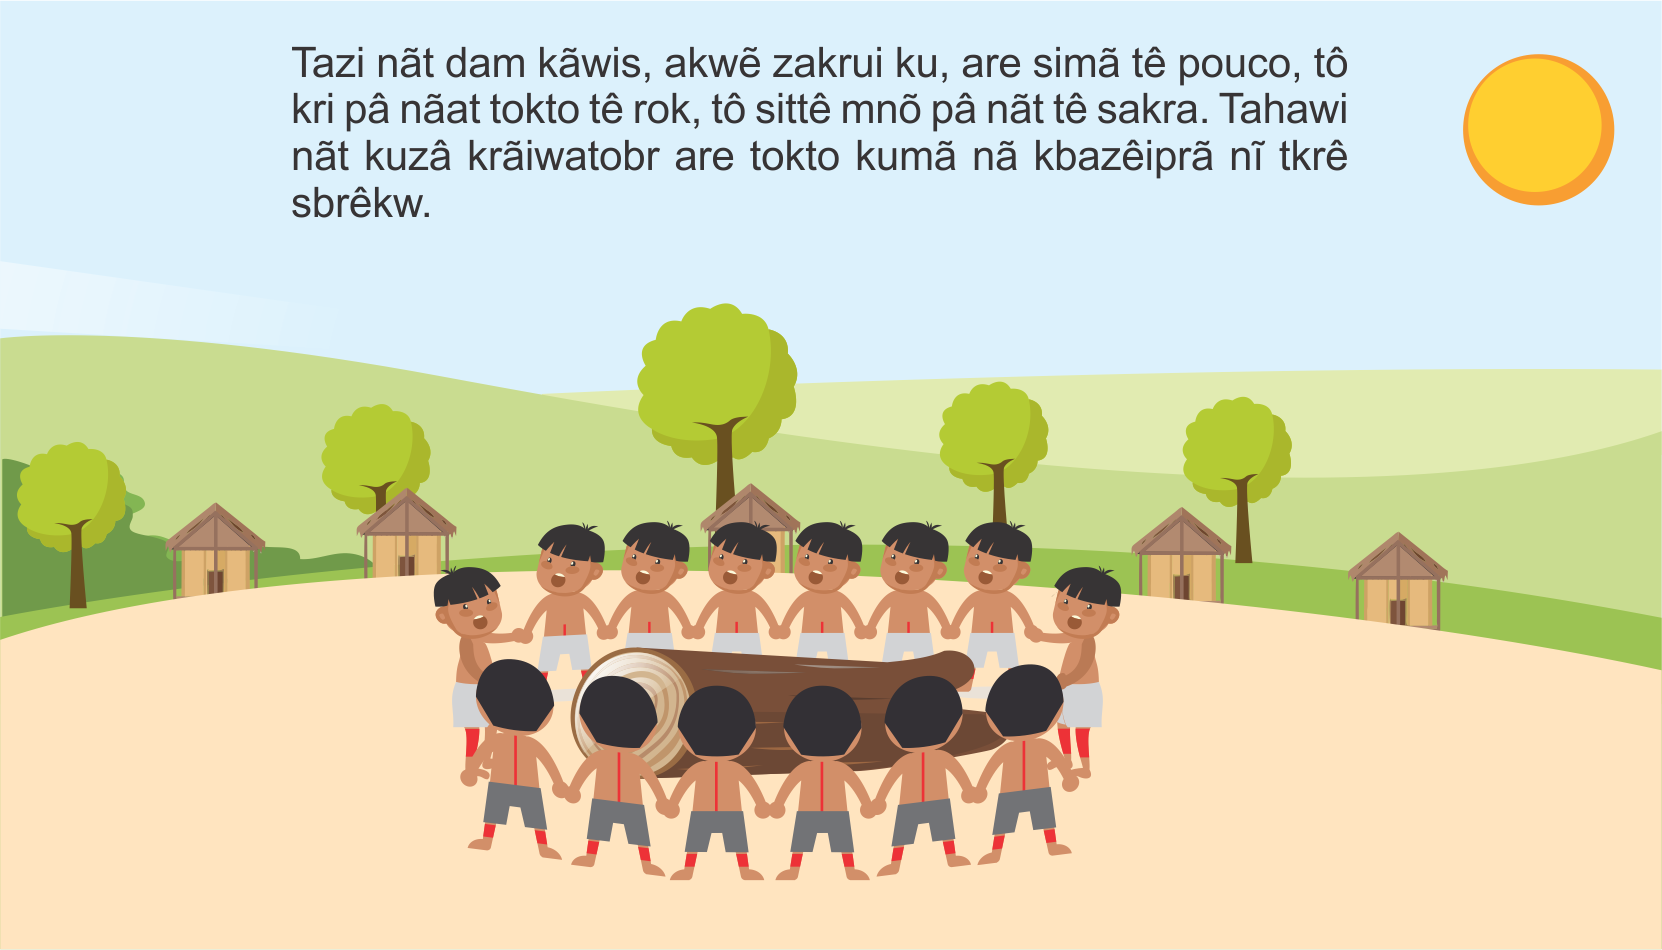 Tazi nãt dam kãwis, akwẽ zakrui ku, are simã tê pouco, tô
kri pâ nãat tokto tê rok, tô sittê mnõ pâ nãt tê sakra. Tahawi
nãt kuzâ krãiwatobr are tokto kumã nã kbazêiprã nĩ tkrê
sbrêkw.